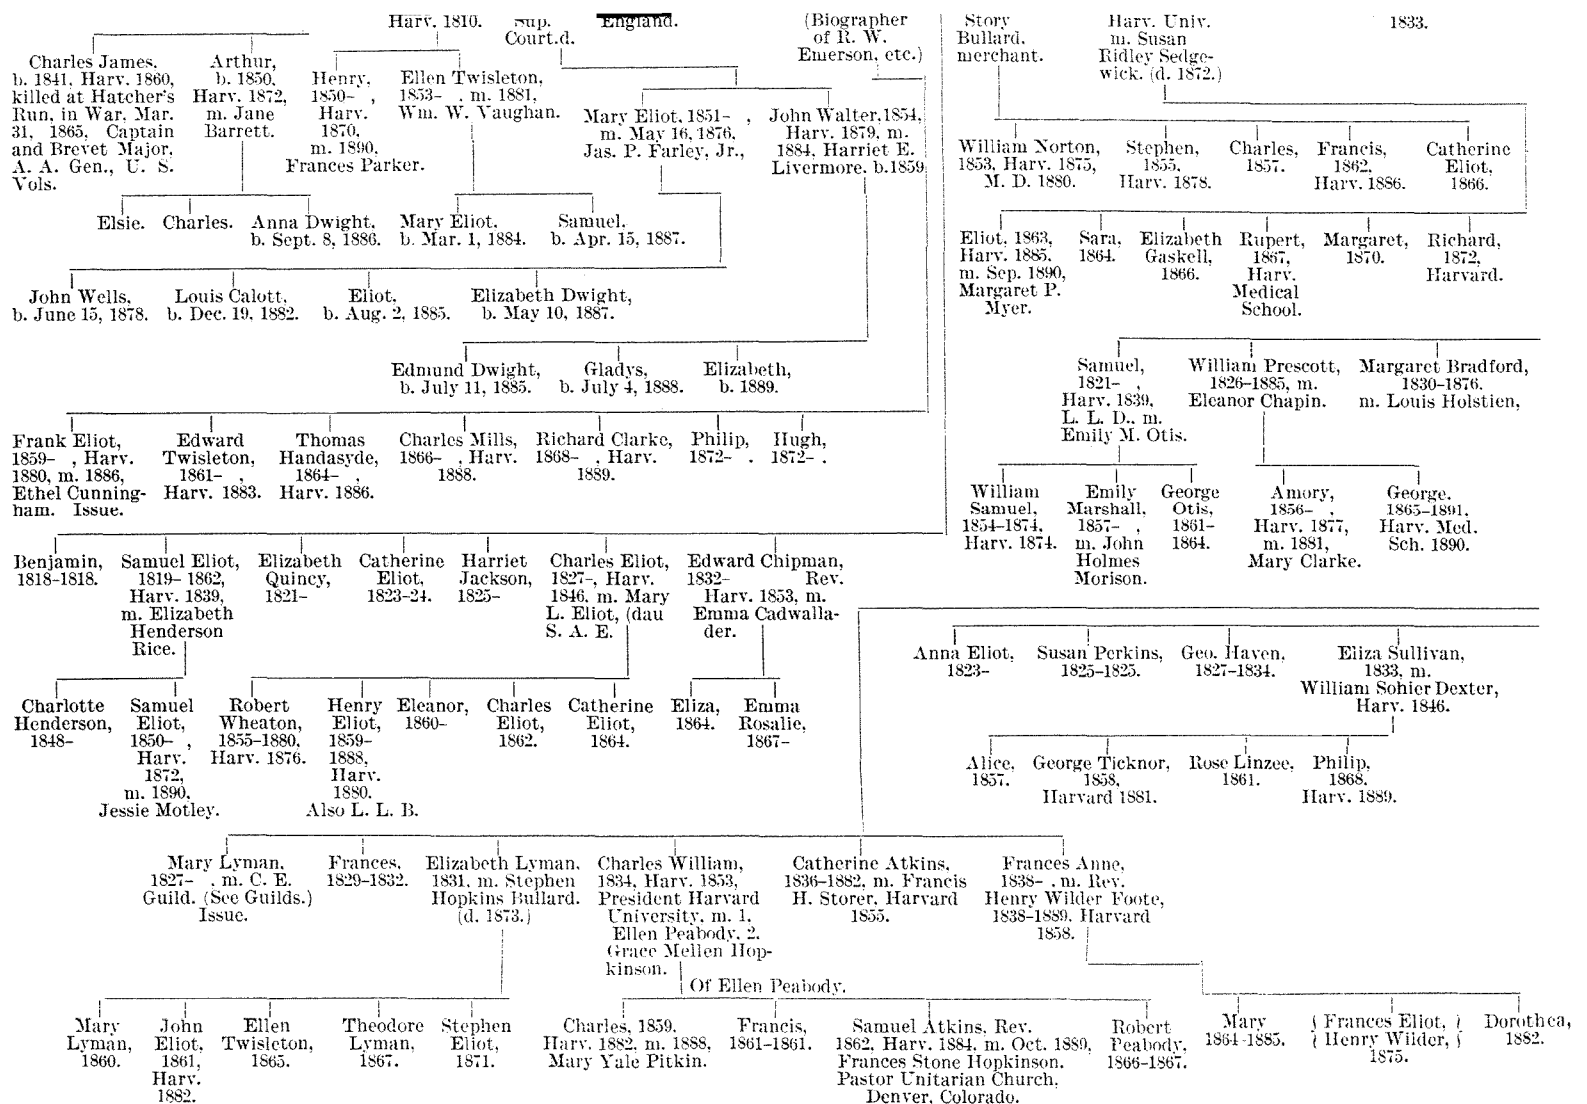 Harv. 1810.
Sup.
Court.d.
England.
(Biographer
of R. W.
Emerson, etc.)
Story
Bullard.
merchant.
Harv. Univ.
m. Susan
Ridley Sedge-
wick. (d. 1872.)
1833.
Charles James.
b. 1841, Harv. 1860,
killed at Hatcher's
Run, in War, Mar.
31, 1865, Captain
and Brevet Major,
A. A. Gen., U. S.
Vols.
Arthur,
b. 1850,
Harv. 1872,
m. Jane
Barrett.
Henry,
1850- ,
Harv.
1870,
m. 1890,
Frances Parker.
Ellen Twisleton,
1853- , m. 1881,
Wm. W. Vaughan.
Mary Eliot, 1851- ,
m. May 16, 1876,
Jas. P. Farley, Jr.,
John Walter, 1854,
Harv. 1879, m.
1884, Harriet E.
Livermore, b. 1859
William Norton,
1853, Harv. 1875,
M. D. 1880.
Stephen,
1855,
Harv. 1878.
Charles,
1857.
Francis,
1862,
Harv. 1886.
Catherine
Eliot,
1866.
Elsie.
Charles.
Anna Dwight,
b. Sept. 8, 1886.
Mary Eliot.
b. Mar. 1, 1884.
Samuel.
b. Apr. 15, 1887.
Eliot, 1863,
Harv. 1885.
m. Sep. 1890,
Margaret P.
Myer.
Sara,
1864.
Elizabeth
Gaskell,
1866.
Rupert,
1867,
Harv.
Medical
School.
Margaret,
1870.
Richard,
1872,
Harvard.
John Wells,
b. June 15, 1878.
Louis Calott,
b. Dec. 19, 1882.
Eliot,
b. Aug. 2, 1885.
Elizabeth Dwight,
b. May 10, 1887.
Edmund Dwight,
b. July 11, 1885.
Gladys,
b. July 4, 1888.
Elizabeth,
b. 1889.
Samuel,
1821- ,
Harv. 1839,
L. L. D., m.
Emily M. Otis.
William Prescott,
1826-1885, m.
Eleanor Chapin.
Margaret Bradford,
1830-1876.
m. Louis Holstien,
Frank Eliot,
1859- , Harv.
1880, m. 1886,
Ethel Cunning-
ham. Issue.
Edward
Twisleton,
1861- ,
Harv. 1883.
Thomas
Handasyde,
1864- ,
Harv. 1886.
Charles Mills,
1866- , Harv.
1888.
Richard Clarke,
1868- , Harv.
1889.
Philip,
1872- .
Hugh,
1872- .
William
Samuel,
1854-1874,
Harv. 1874.
Emily
Marshall,
1857- ,
m. John
Holmes
Morison.
George
Otis,
1861-
1864.
Amory,
1856- ,
Harv. 1877,
m. 1881,
Mary Clarke.
George.
1865-1891,
Harv. Med.
Sch. 1890.
Benjamin,
1818-1818.
Samuel Eliot,
1819- 1862,
Harv. 1839,
m. Elizabeth
Henderson
Rice.
Elizabeth
Quincy,
1821-
Catherine
Eliot,
1823-24.
Harriet
Jackson,
1825-
Charles Eliot,
1827-, Harv.
1846, m. Mary
L. Eliot, (dau
S. A. E.
Edward Chipman,
1832- Rev.
Harv. 1853, m.
Emma Cadwalla-
der.
Anna Eliot,
1823-
Susan Perkins,
1825-1825.
Geo. Haven,
1827-1834.
Eliza Sullivan,
1833, m.
William Sohier Dexter,
Harv. 1846.
Charlotte
Henderson,
1848-
Samuel
Eliot,
1850- ,
Harv.
1872,
m. 1890,
Jessie Motley.
Robert
Wheaton,
1855-1880,
Harv. 1876.
Henry
Eliot,
1859-
1888,
Harv.
1880.
Also L. L. B.
Eleanor,
1860-
Charles
Eliot,
1862.
Catherine
Eliot,
1864.
Eliza,
1864.
Emma
Rosalie,
1867-
Alice,
1857.
George Ticknor,
1858,
Harvard 1881.
Rose Linzee,
1861.
Philip,
1868.
Harv. 1889.
Mary Lyman,
1827- , m. C. E.
Guild. (See Guilds.)
Issue.
Frances,
1829-1832.
Elizabeth Lyman,
1831, m. Stephen
Hopkins Bullard.
(d. 1873.)
Charles William,
1834, Harv. 1853,
President Harvard
University, m. 1.
Ellen Peabody, 2.
Grace Mellen Hop-
kinson.
Catherine Atkins,
1836-1882, m. Francis
H. Storer, Harvard
1855.
Frances Anne,
1838- , m. Rev.
Henry Wilder Foote,
1838-1889, Harvard
1858.
Of Ellen Peabody.
Mary
Lyman,
1860.
John
Eliot,
1861,
Harv.
1882.
Ellen
Twisleton,
1865.
Theodore
Lyman,
1867.
Stephen
Eliot,
1871.
Charles, 1859.
Harv. 1882, m. 1888,
Mary Yale Pitkin.
Francis,
1861-1861.
Samuel Atkins, Rev.
1862, Harv. 1884, m. Oct. 1889,
Frances Stone Hopkinson.
Pastor Unitarian Church,
Denver, Colorado.
Robert
Peabody,
1866-1867.
Mary
1864-1885.
( Frances Eliot, )
( Henry Wilder, )
1875.
Dorothea,
1882.